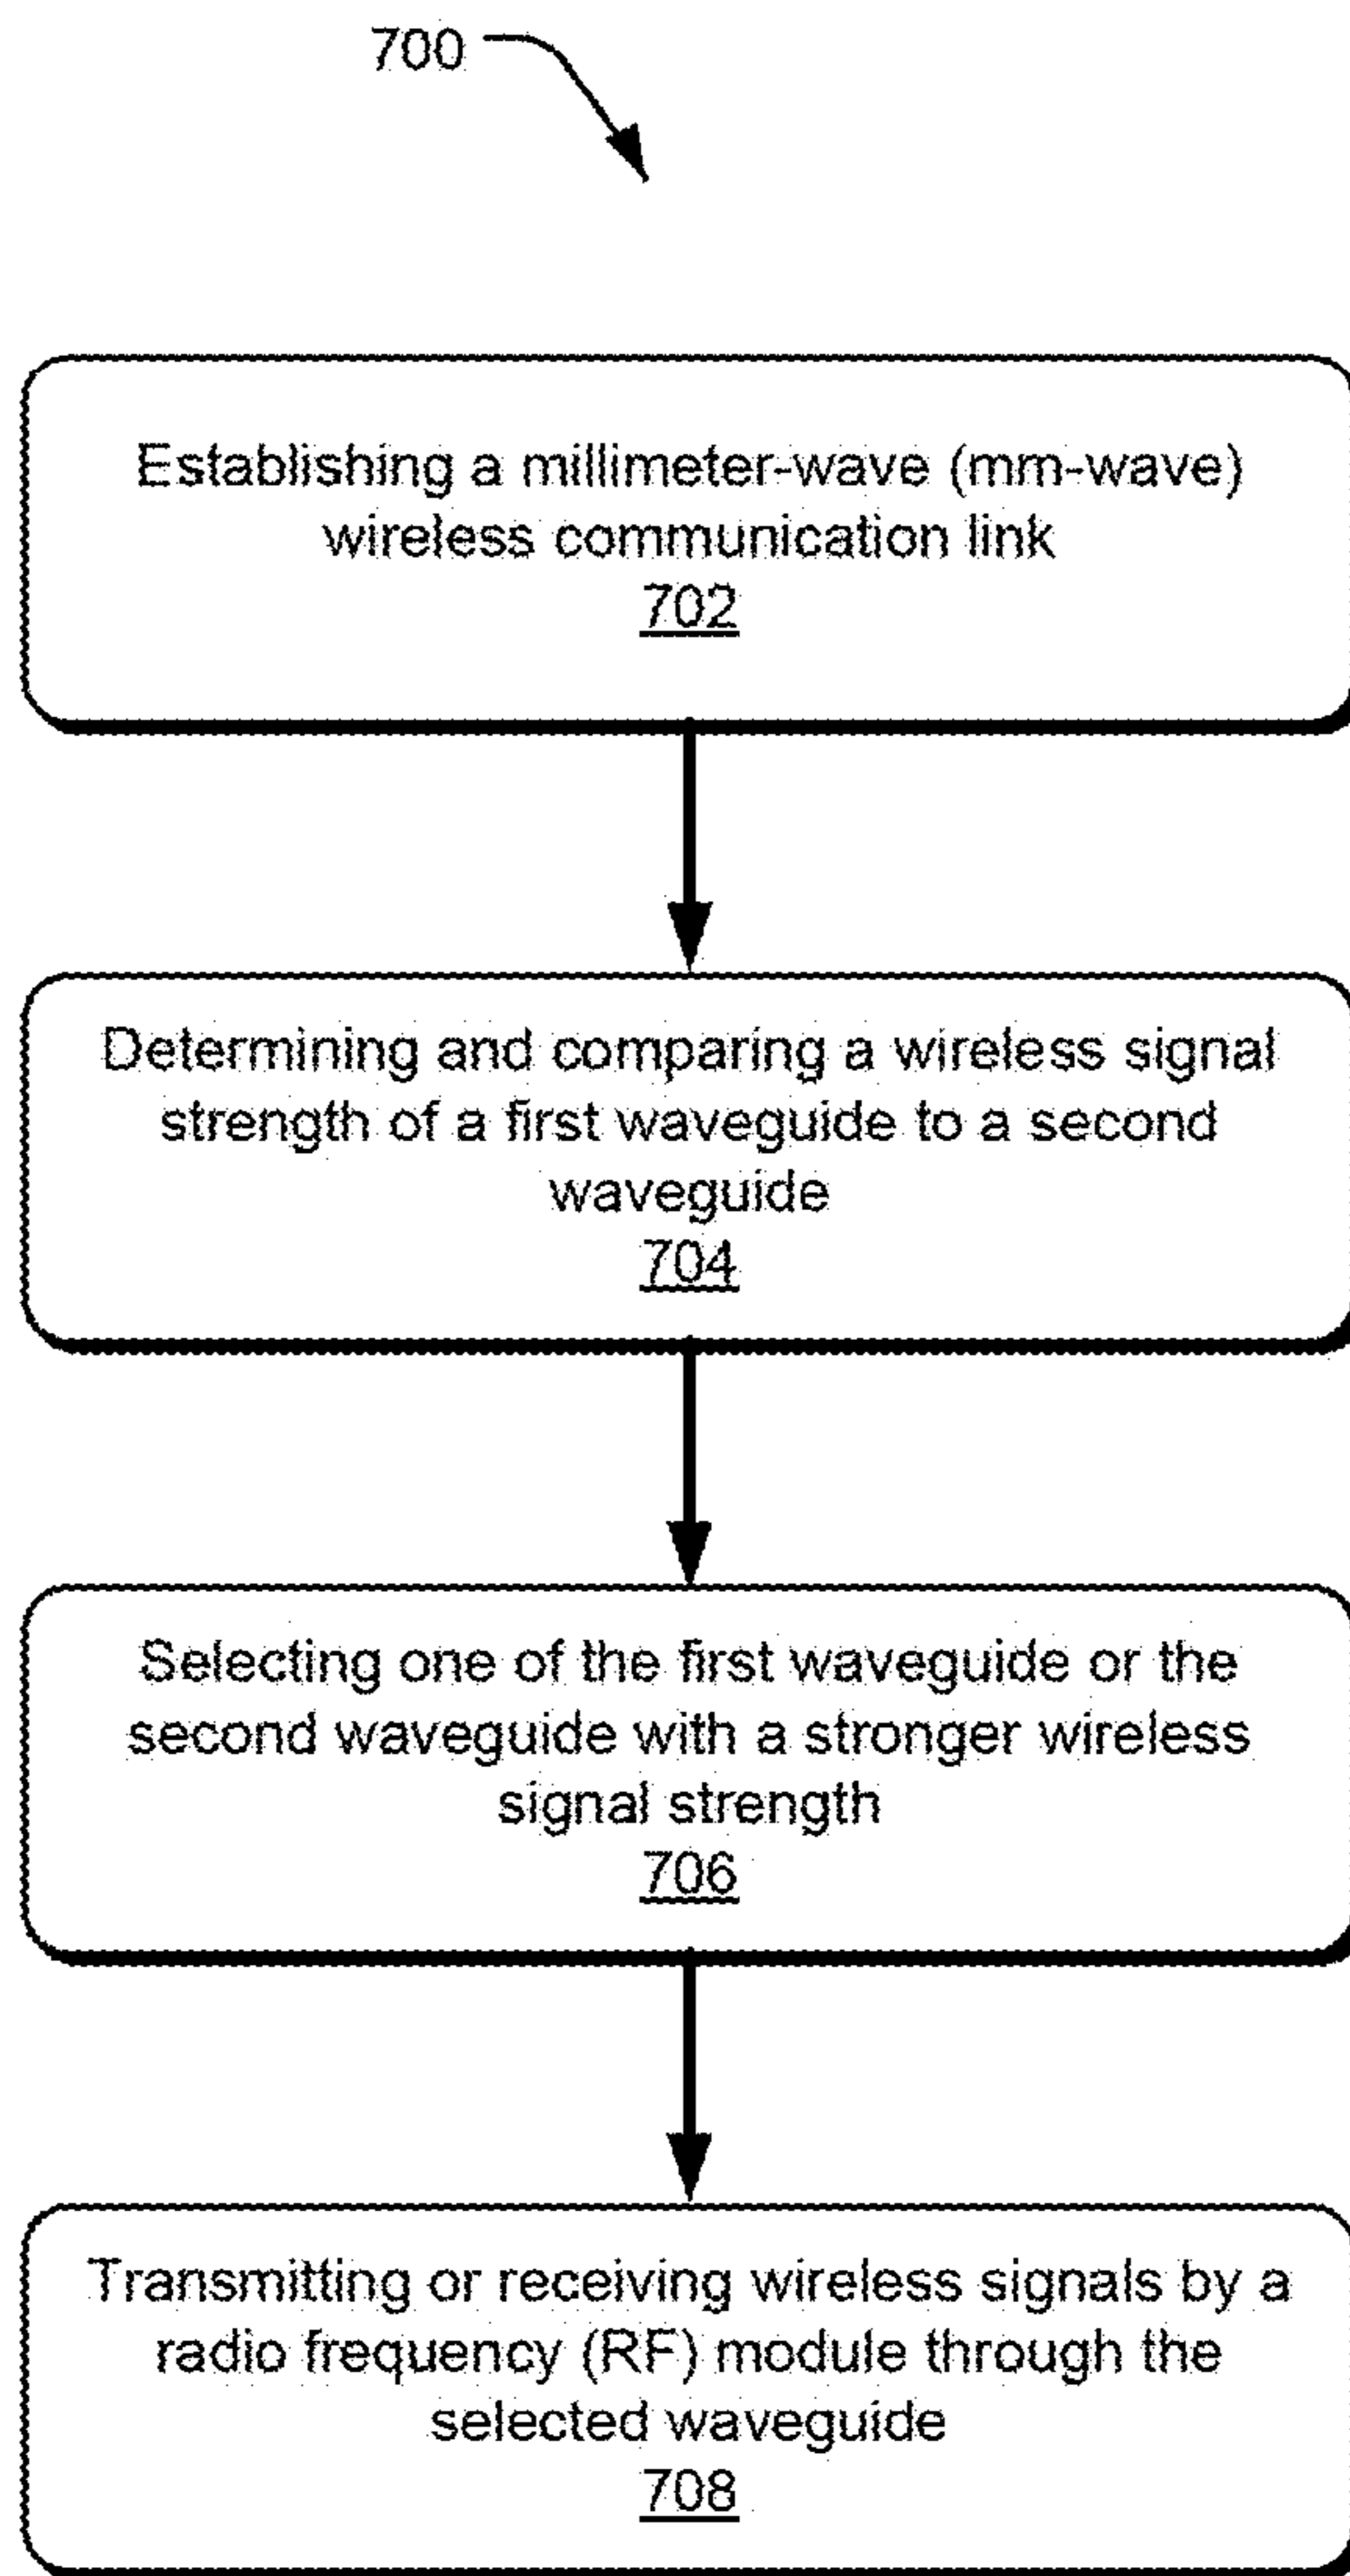 700
Establishing a millimeter-wave (mm-wave)
wireless communication link
702
Determining and comparing a wireless signal
strength of a first waveguide to a second
waveguide
704
Selecting one of the first waveguide or the
second waveguide with a stronger wireless
signal strength
706
Transmitting or receiving wireless signals by a
radio frequency (RF) module through the
selected waveguide
708